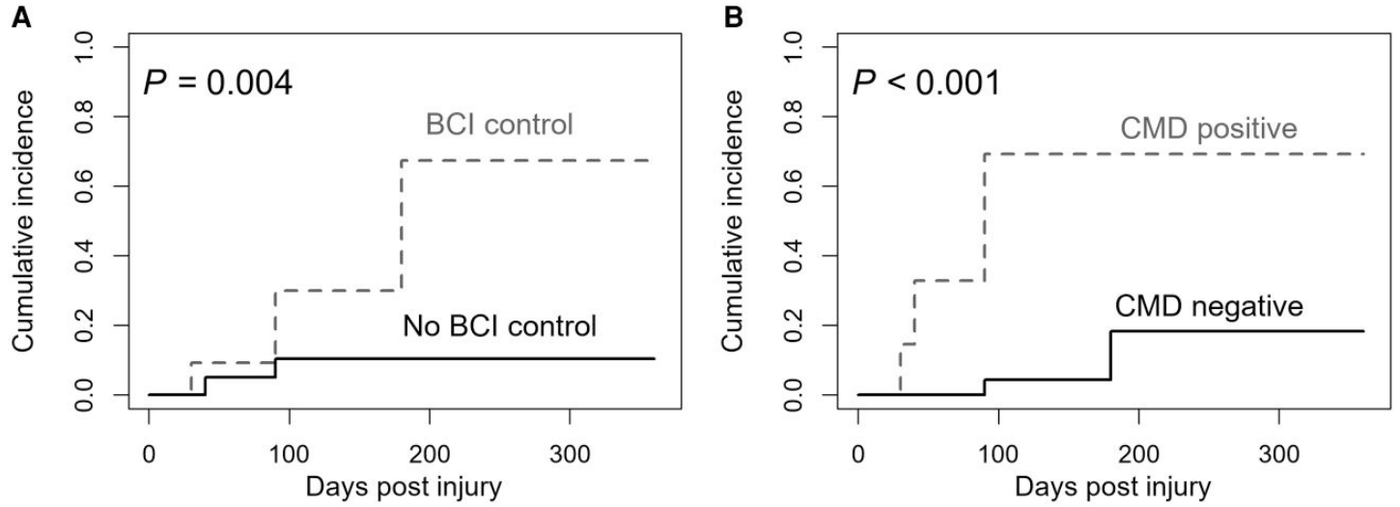 A
P = 0.004
BCI control
No BCI control
Cumulative incidence
1.0
0.8
0.6
0.4
0.2
0.0
0 100 200 300
Days post injury
B
P < 0.001
CMD positive
CMD negative
Cumulative incidence
1.0
0.8
0.6
0.4
0.2
0.0
0 100 200 300
Days post injury